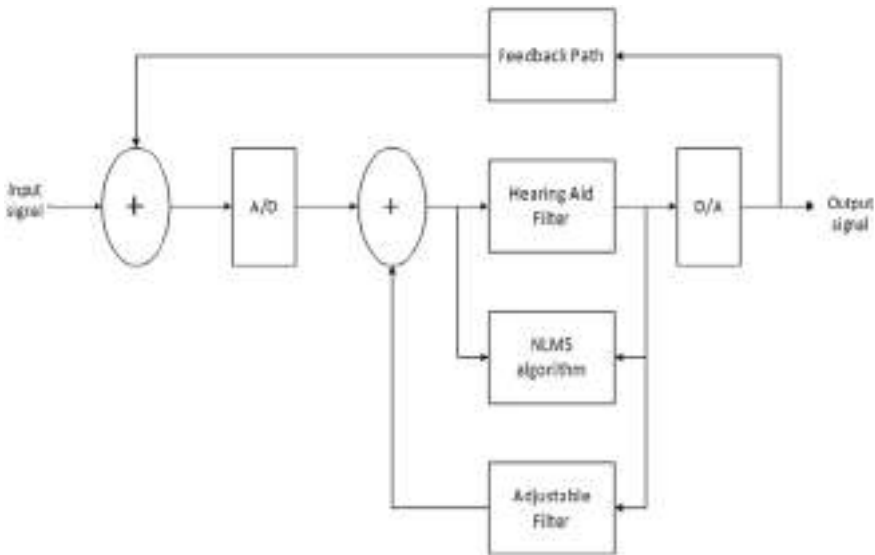 Feedback Path
Input
signal
+
A/D
+
Hearing Aid
Filter
D/A
Output
signal
NLMS
algorithm
Adjustable
Filter